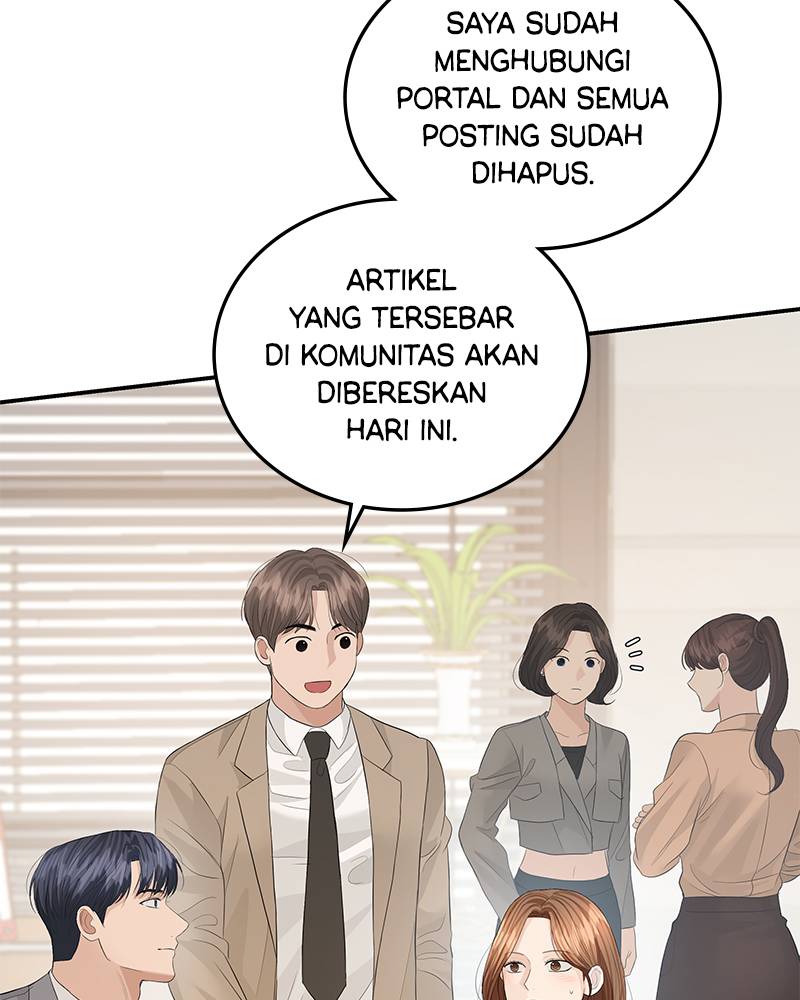 SAYA SUDAH
MENGHUBUNGI
PORTAL DAN SEMUA
POSTING SUDAH
DIHAPUS.
ARTIKEL
YANG TERSEBAR
DI KOMUNITAS AKAN
DIBERESKAN
HARI INI.